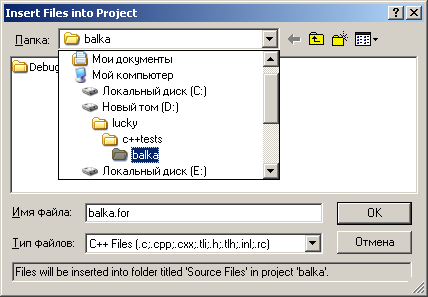 Insert Files into Project
Папка: balka
Debug
Мои документы
Мой компьютер
Локальный диск (C:)
Новый том (D:)
lucky
c++tests
balka
Локальный диск (E:)
Имя файла: balka.for OK
Тип файлов: C++ Files (.c;.cpp;.cxx;.tli;.h;.tlh;.inl;.rc) Отмена
Files will be inserted into folder titled 'Source Files' in project 'balka'.